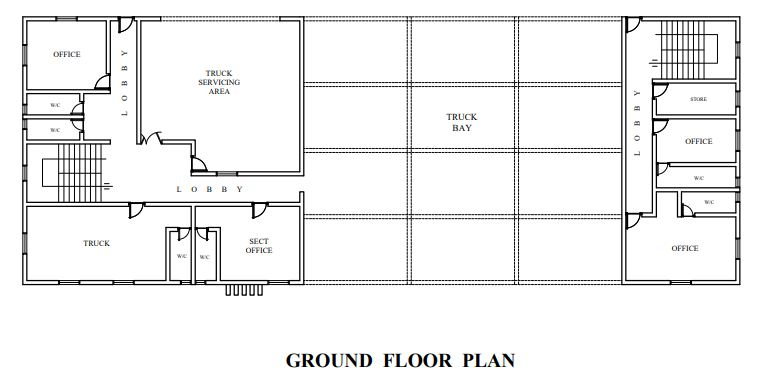 OFFICE
LOBBY
TRUCK
SERVICING
AREA
W/C
W/C
LOBBY
TRUCK
W/C
W/C
SECT
OFFICE
TRUCK
BAY
LOBBY
STORE
OFFICE
W/C
W/C
OFFICE
GROUND FLOOR PLAN